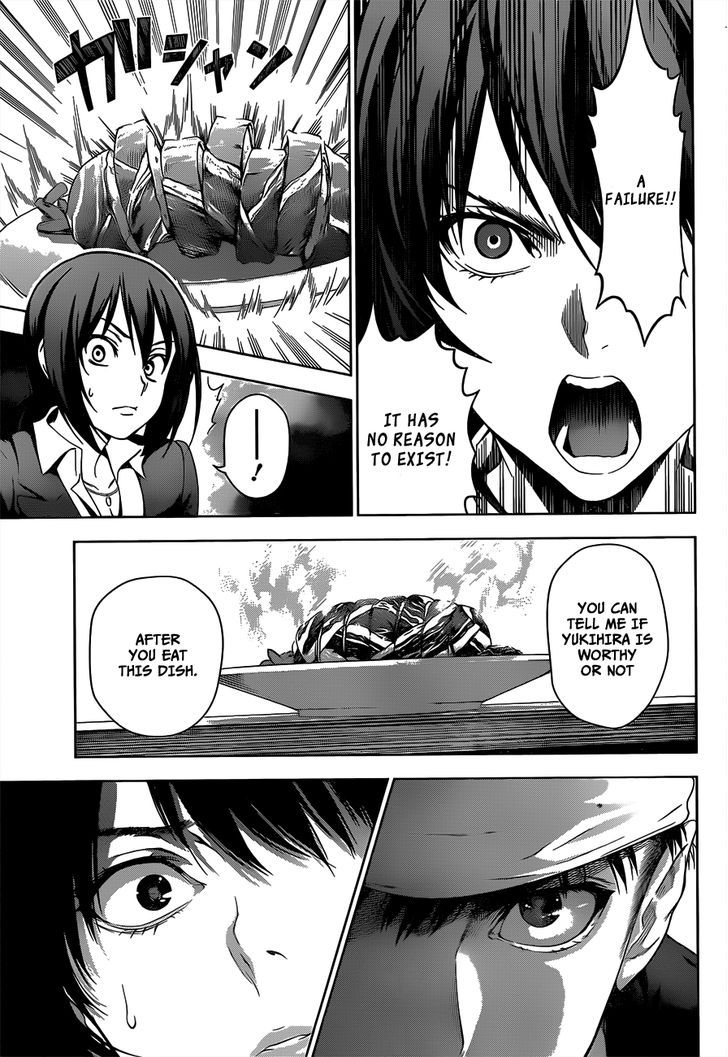 A
FAILURE!!
IT HAS
NO REASON
TO EXIST!
ガシャン
—!
YOU CAN
TELL ME IF
YUKIHIRA IS
WORTHY
OR NOT
AFTER
YOU EAT
THIS DISH.